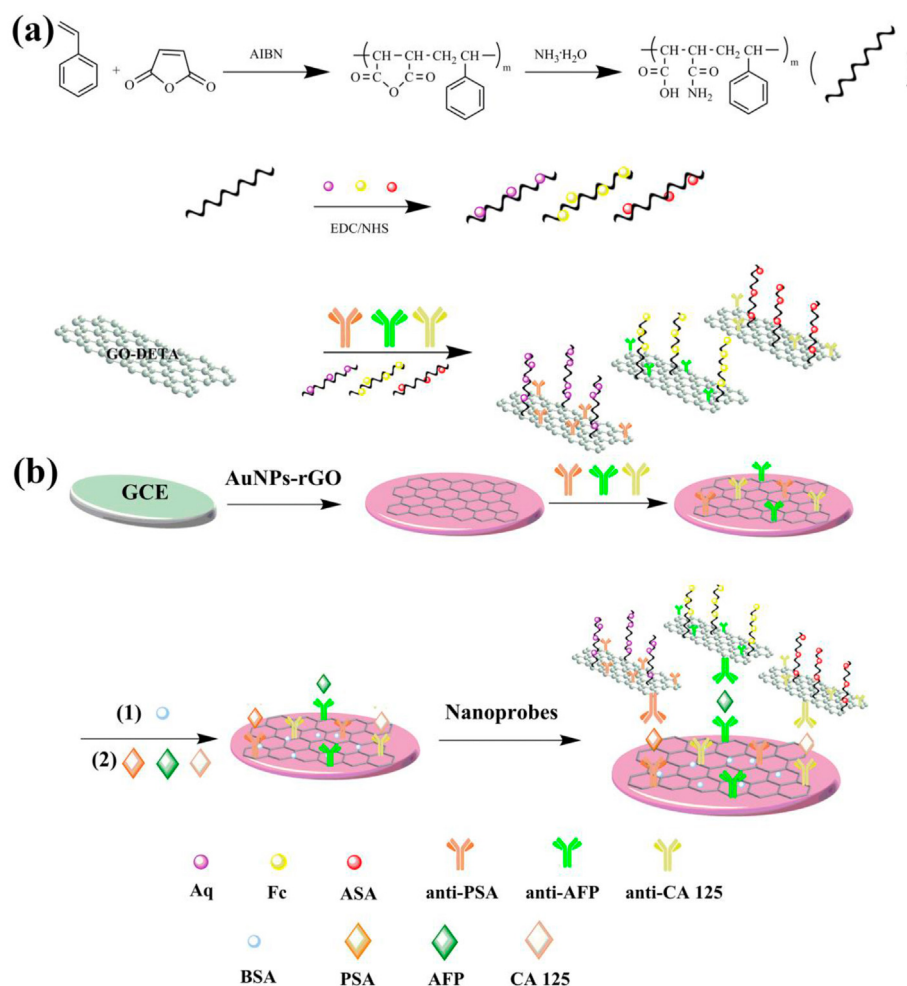 (a)
+
O
O
O
AIBN
CH
CH
CH₂
CH
m
O
O
O
NH₃·H₂O
CH
CH
CH₂
CH
m
(
C=O
C=O
OH
NH₂
EDC/NHS
GO-DETA
(b)
GCE
AuNPs-rGO
(1)
(2)
Nanoprobes
Aq
Fc
ASA
anti-PSA
anti-AFP
anti-CA 125
BSA
PSA
AFP
CA 125